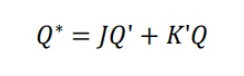 Q* = JQ' + K'Q